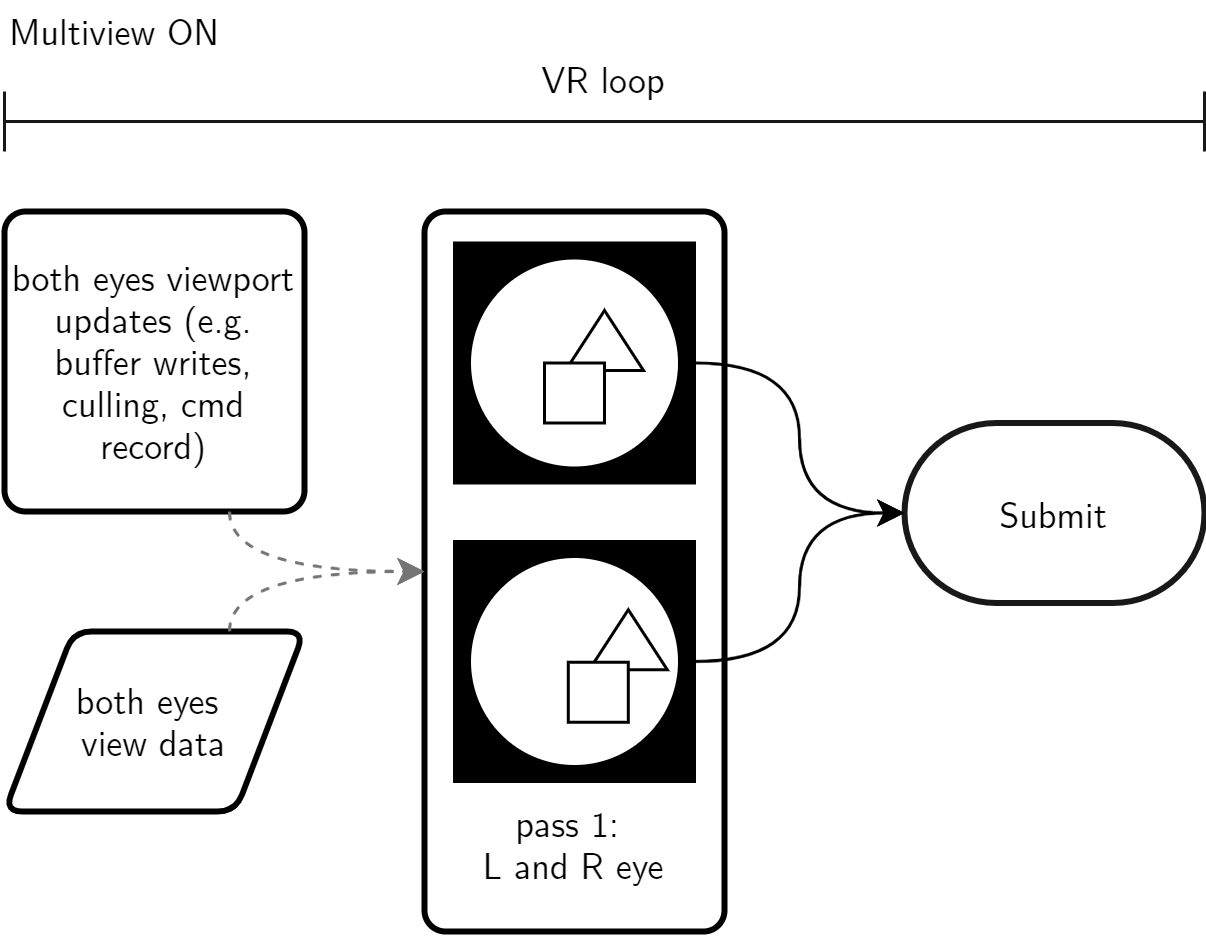 Multiview ON
VR loop
both eyes viewport
updates (e.g.
buffer writes,
culling, cmd
record)
both eyes
view data
pass 1:
L and R eye
Submit